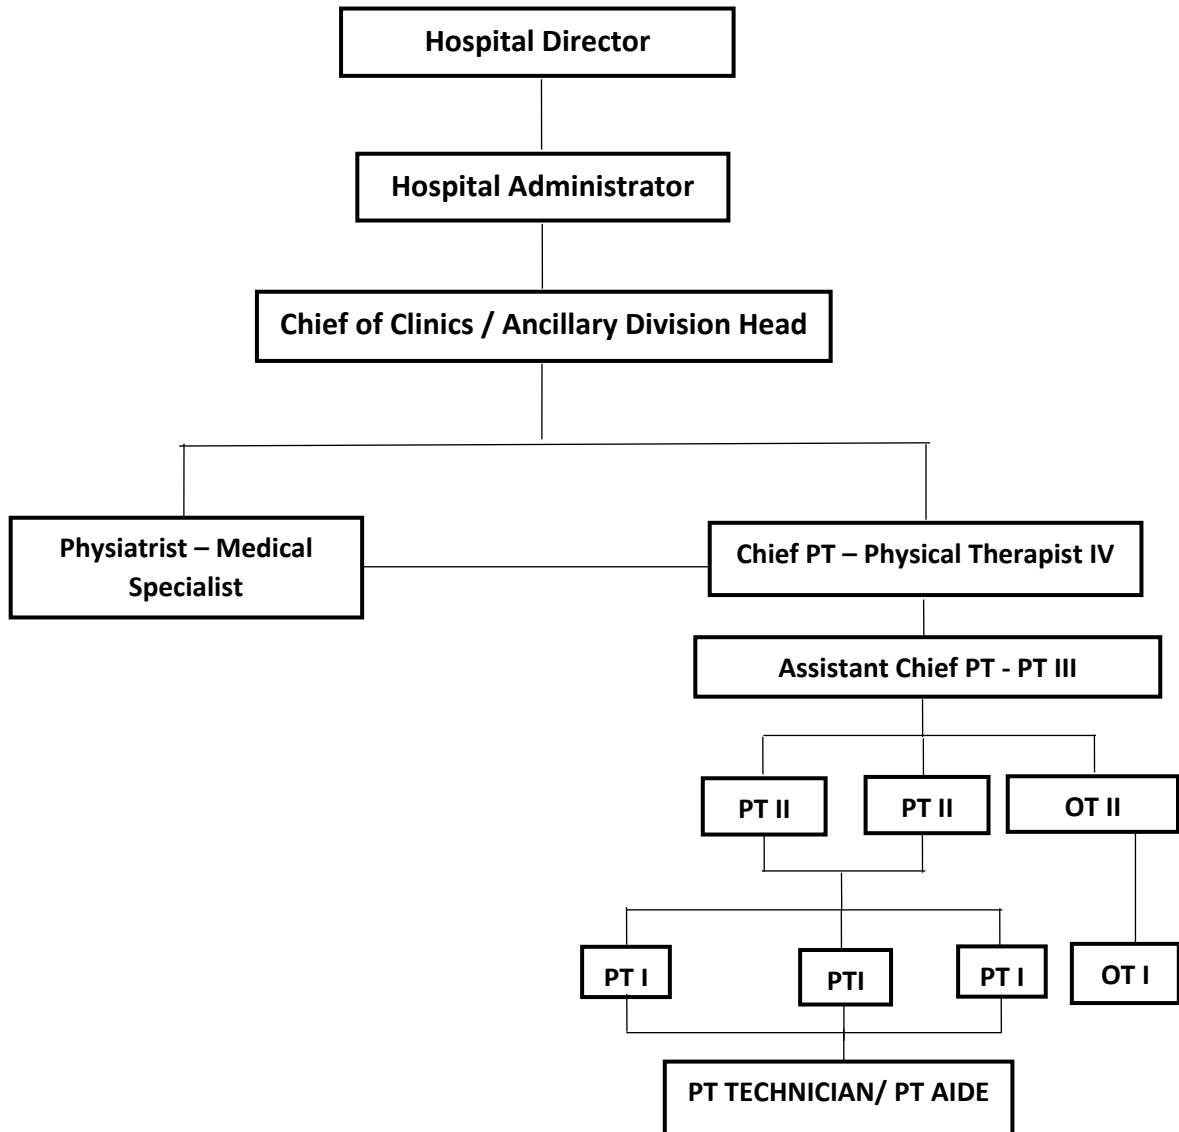 Hospital Director
Hospital Administrator
Chief of Clinics / Ancillary Division Head
Physiatrist – Medical
Specialist
Chief PT – Physical Therapist IV
Assistant Chief PT - PT III
PT II
PT II
OT II
PT I
PTI
PT I
OT I
PT TECHNICIAN/ PT AIDE